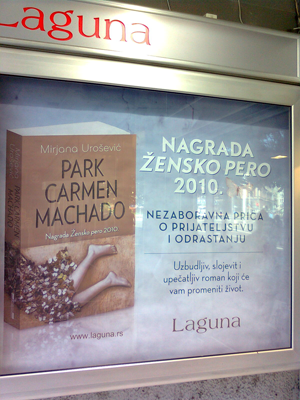 Laguna
Mirjana Urošević
PARK
CARMEN
MACHADO
Nagrada Žensko pero 2010.
www.laguna.rs
NAGRADA
ŽENSKO PERO
2010.
NEZABORAVNA PRIČA
O PRIJATELJSTVU
I ODRASTANJU
Uzbudljiv, slojevit i
upečatljiv roman koji će
vam promeniti život.
Laguna